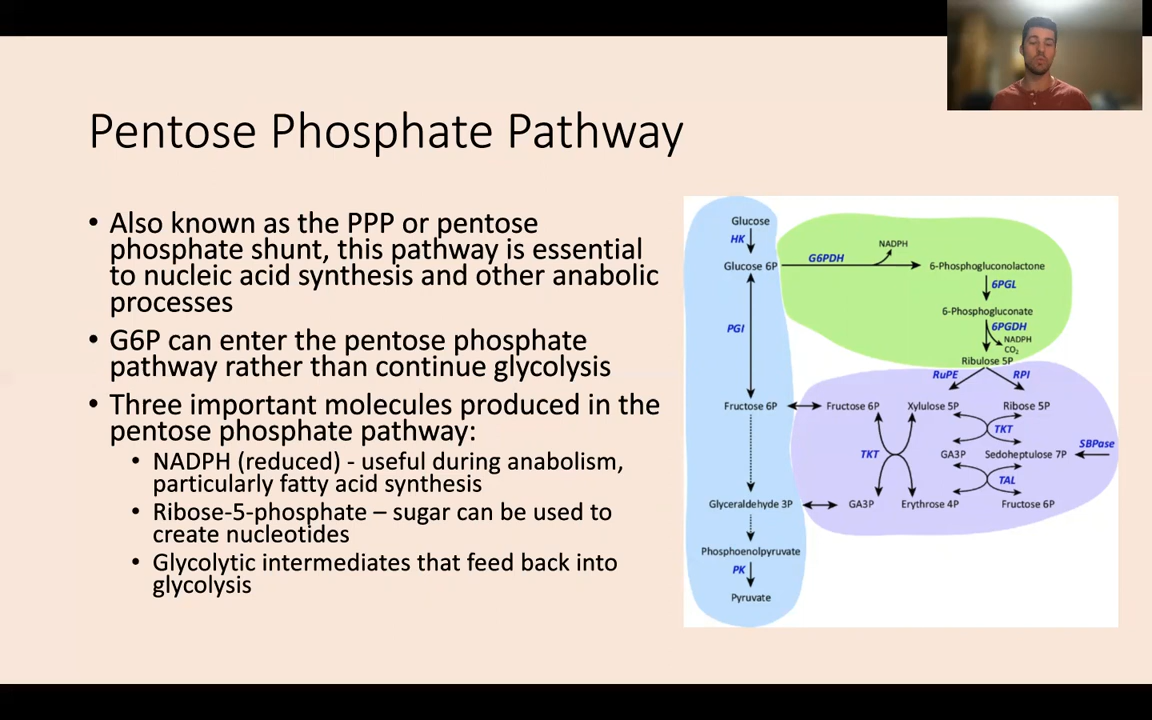 Pentose Phosphate Pathway
• Also known as the PPP or pentose
phosphate shunt, this pathway is essential
to nucleic acid synthesis and other anabolic
processes
• G6P can enter the pentose phosphate
pathway rather than continue glycolysis
• Three important molecules produced in the
pentose phosphate pathway:
• NADPH (reduced) - useful during anabolism,
particularly fatty acid synthesis
• Ribose-5-phosphate – sugar can be used to
create nucleotides
• Glycolytic intermediates that feed back into
glycolysis
Glucose
HK
NADPH
G6PDH
Glucose 6P
6-Phosphogluconolactone
6PGL
6-Phosphogluconate
PGI
6PGDH
NADPH
CO₂
Ribulose 5P
RuPE
RPI
Fructose 6P
Fructose 6P
Xylulose 5P
Ribose 5P
TKT
SBPase
TKT
GA3P
Sedoheptulose 7P
TAL
Glyceraldehyde 3P
GA3P
Erythrose 4P
Fructose 6P
Phosphoenolpyruvate
PK
Pyruvate